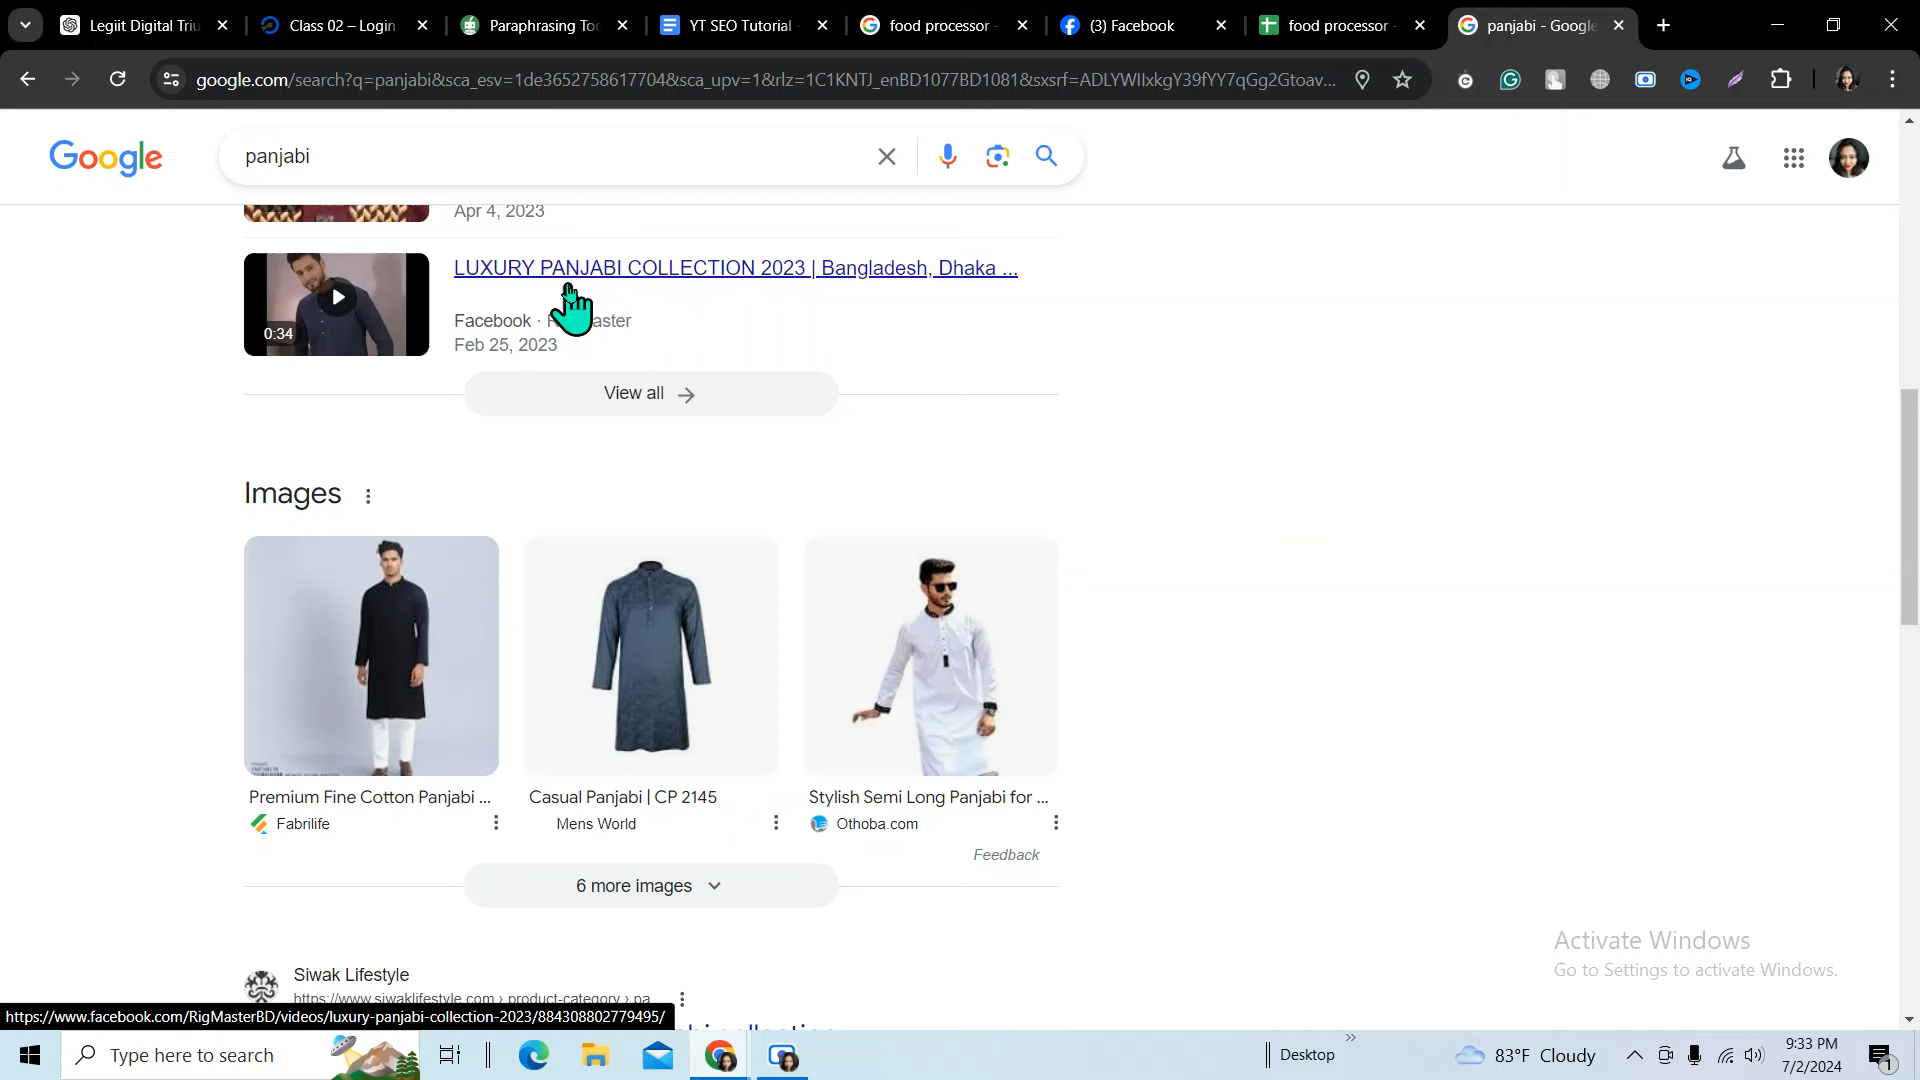 Legiit Digital Triu
Class 02 – Login
Paraphrasing Too
YT SEO Tutorial -
food processor -
(3) Facebook
food processor -
panjabi - Google
google.com/search?q=panjabi&sca_esv=1de36527586177048&sca_upv=1&rlz=1C1KNTJ_enBD1077BD1081&sxsrf=ADLYWIIxkgY39fYY7qGg2Gtoav...
Google
panjabi
Apr 4, 2023
LUXURY PANJABI COLLECTION 2023 | Bangladesh, Dhaka ...
0:34
Facebook ·
Feb 25, 2023
View all
Images
Premium Fine Cotton Panjabi ...
Casual Panjabi | CP 2145
Stylish Semi Long Panjabi for ...
Fabrilife
Mens World
Othoba.com
Feedback
6 more images
Activate Windows
Go to Settings to activate Windows.
Siwak Lifestyle
https://www.siwaklifestyle.com › product-category › pa...
https://www.facebook.com/RigMasterBD/videos/luxury-panjabi-collection-2023/884308802779495/
Type here to search
Desktop
83°F Cloudy
9:33 PM
7/2/2024
1